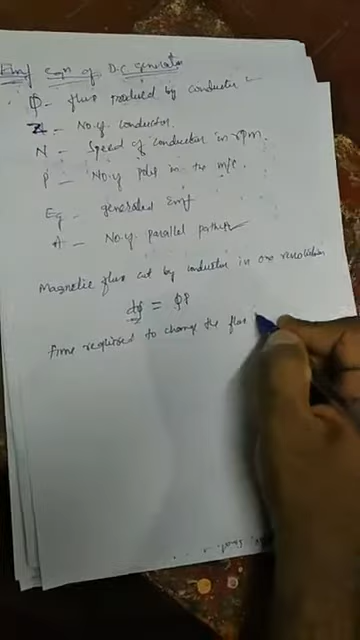 Emf eqn of D.C generator
Φ - flux produced by conductor
Z - No.of conductor
N - Speed of conductor in rpm.
P - No.of pole in the m/c
Eg - generated Emf
A - No.of parallel paths
Magnetic flux cut by conductor in one revolution
dφ = φP
Time required to change the flux